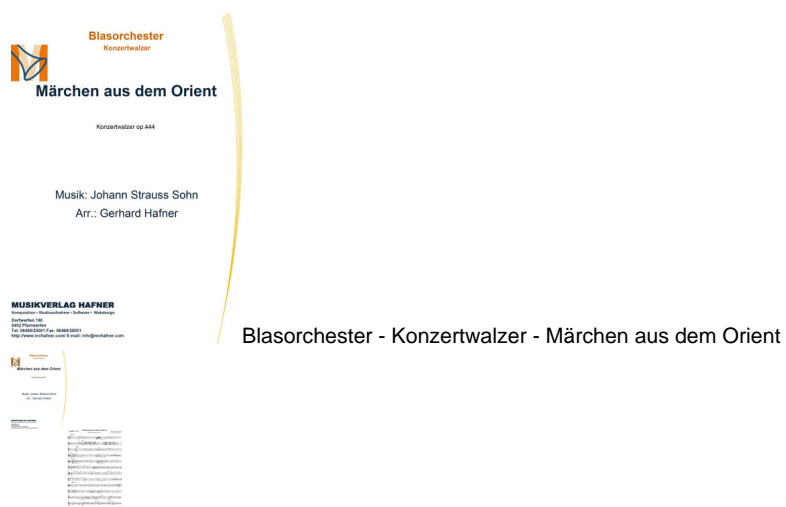 Blasorchester
Konzertwalzer
Märchen aus dem Orient
Konzertwalzer op.444
Musik: Johann Strauss Sohn
Arr.: Gerhard Hafner
MUSIKVERLAG HAFNER
Komposition • Studioaufnahme • Software • Webdesign
Dorfwerfen 180
5452 Pfarrwerfen
Tel. 06468/20001 Fax: 06468/20001
http://www.mvhafner.com/ E-mail: info@mvhafner.com
Blasorchester - Konzertwalzer - Märchen aus dem Orient
Blasorchester
Märchen aus dem Orient
Musik: Johann Strauss Sohn
Arr.: Gerhard Hafner
MUSIKVERLAG HAFNER